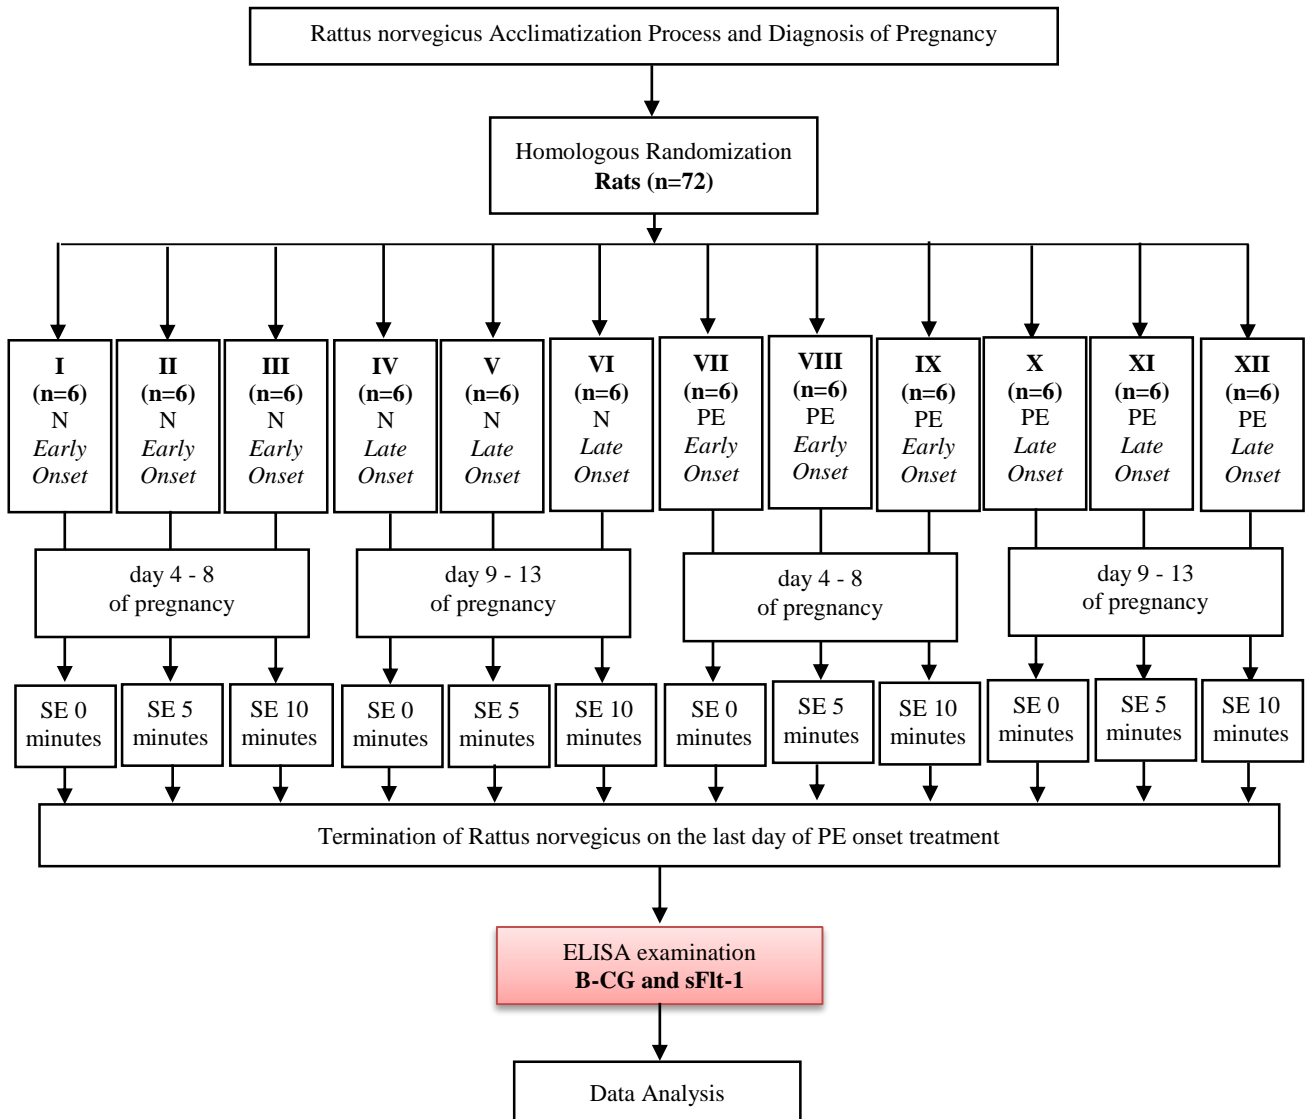 Rattus norvegicus Acclimatization Process and Diagnosis of Pregnancy
Homologous Randomization
Rats (n=72)
I
(n=6)
N
Early
Onset
II
(n=6)
N
Early
Onset
III
(n=6)
N
Early
Onset
IV
(n=6)
N
Late
Onset
V
(n=6)
N
Late
Onset
VI
(n=6)
N
Late
Onset
VII
(n=6)
PE
Early
Onset
VIII
(n=6)
PE
Early
Onset
IX
(n=6)
PE
Early
Onset
X
(n=6)
PE
Late
Onset
XI
(n=6)
PE
Late
Onset
XII
(n=6)
PE
Late
Onset
day 4 - 8
of pregnancy
day 9 - 13
of pregnancy
day 4 - 8
of pregnancy
day 9 - 13
of pregnancy
SE 0
minutes
SE 5
minutes
SE 10
minutes
SE 0
minutes
SE 5
minutes
SE 10
minutes
SE 0
minutes
SE 5
minutes
SE 10
minutes
SE 0
minutes
SE 5
minutes
SE 10
minutes
Termination of Rattus norvegicus on the last day of PE onset treatment
ELISA examination
B-CG and sFlt-1
Data Analysis